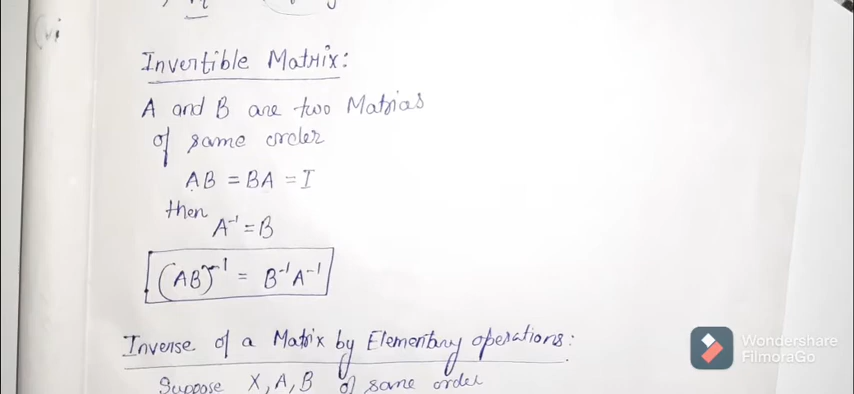 Invertible Matrix:
A and B are two Matrias
of same order
AB = BA = I
then
A⁻¹ = B
(AB)⁻¹ = B⁻¹A⁻¹
Inverse of a Matrix by Elementary operations:
Suppose X, A, B of same order
Wondershare
FilmoraGo